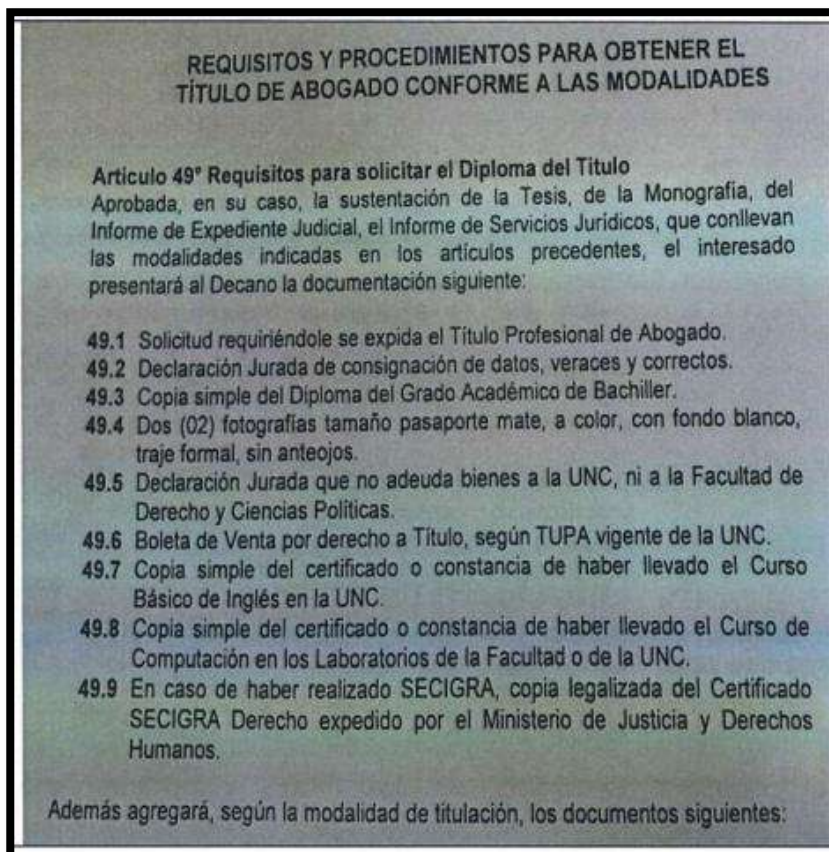 REQUISITOS Y PROCEDIMIENTOS PARA OBTENER EL
TÍTULO DE ABOGADO CONFORME A LAS MODALIDADES
Articulo 49° Requisitos para solicitar el Diploma del Titulo
Aprobada, en su caso, la sustentación de la Tesis, de la Monografía, del
Informe de Expediente Judicial, el Informe de Servicios Jurídicos, que conllevan
las modalidades indicadas en los artículos precedentes, el interesado
presentará al Decano la documentación siguiente:
49.1 Solicitud requiriéndole se expida el Título Profesional de Abogado.
49.2 Declaración Jurada de consignación de datos, veraces y correctos.
49.3 Copia simple del Diploma del Grado Académico de Bachiller.
49.4 Dos (02) fotografías tamaño pasaporte mate, a color, con fondo blanco,
traje formal, sin anteojos.
49.5 Declaración Jurada que no adeuda bienes a la UNC, ni a la Facultad de
Derecho y Ciencias Políticas.
49.6 Boleta de Venta por derecho a Título, según TUPA vigente de la UNC.
49.7 Copia simple del certificado o constancia de haber llevado el Curso
Básico de Inglés en la UNC.
49.8 Copia simple del certificado o constancia de haber llevado el Curso de
Computación en los Laboratorios de la Facultad o de la UNC.
49.9 En caso de haber realizado SECIGRA, copia legalizada del Certificado
SECIGRA Derecho expedido por el Ministerio de Justicia y Derechos
Humanos.
Además agregará, según la modalidad de titulación, los documentos siguientes: